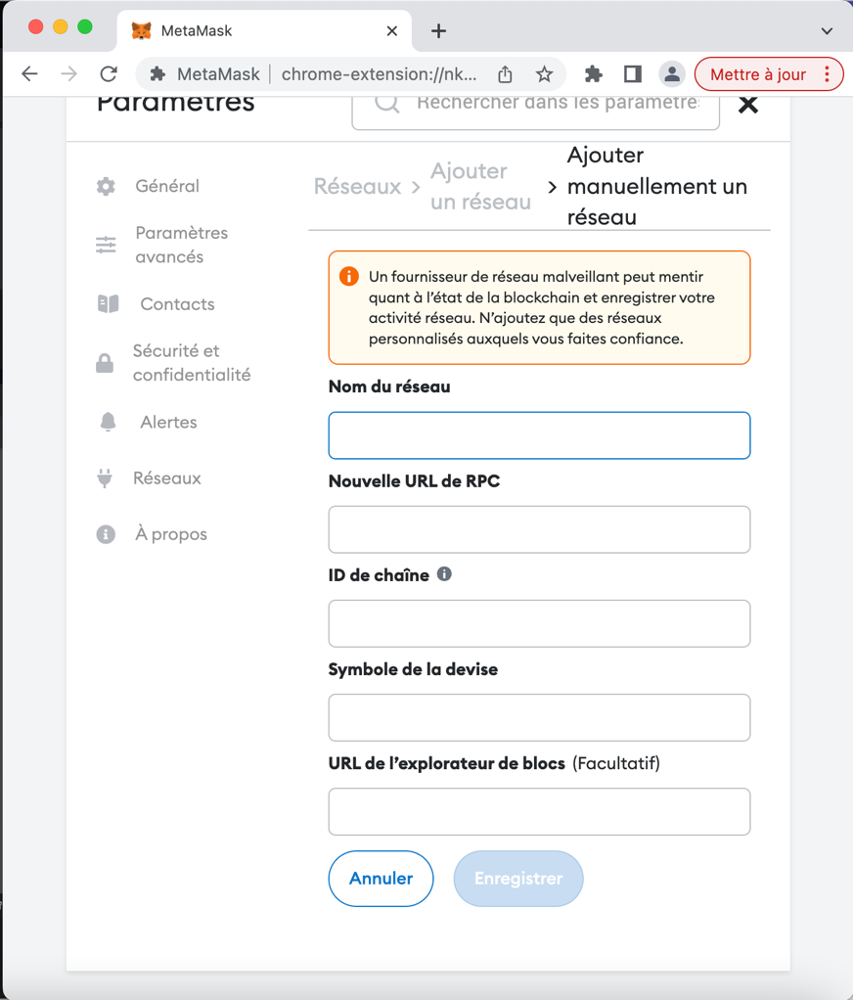 MetaMask
MetaMask
chrome-extension://nk...
Mettre à jour
Paramètres
Rechercher dans les paramètre
Général
Paramètres
avancés
Contacts
Sécurité et
confidentialité
Alertes
Réseaux
À propos
Réseaux > Ajouter
un réseau
> Ajouter
manuellement un
réseau
Un fournisseur de réseau malveillant peut mentir
quant à l’état de la blockchain et enregistrer votre
activité réseau. N’ajoutez que des réseaux
personnalisés auxquels vous faites confiance.
Nom du réseau
Nouvelle URL de RPC
ID de chaîne
Symbole de la devise
URL de l’explorateur de blocs (Facultatif)
Annuler
Enregistrer